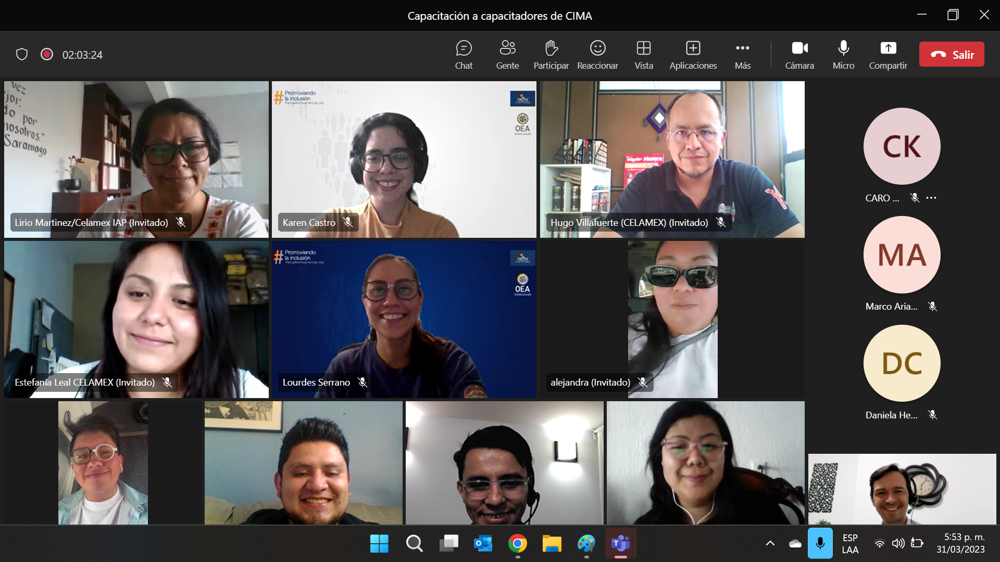 Capacitación a capacitadores de CIMA
02:03:24
Chat
Gente
Participar
Reaccionar
Vista
Aplicaciones
Más
Cámara
Micro
Compartir
Salir
vez
jor:
do por
nosotros."
Saramago
Lirio Martinez/Celamex IAP (Invitado)
# Promoviendo
la inclusión
OEA
Karen Castro
Súper Pósters
Hugo Villafuerte (CELAMEX) (Invitado)
CK
CARO ...
Estefanía Leal CELAMEX (Invitado)
# Promoviendo
la inclusión
OEA
Lourdes Serrano
alejandra (Invitado)
MA
Marco Aria...
DC
Daniela He...
ESP
LAA
5:53 p. m.
31/03/2023